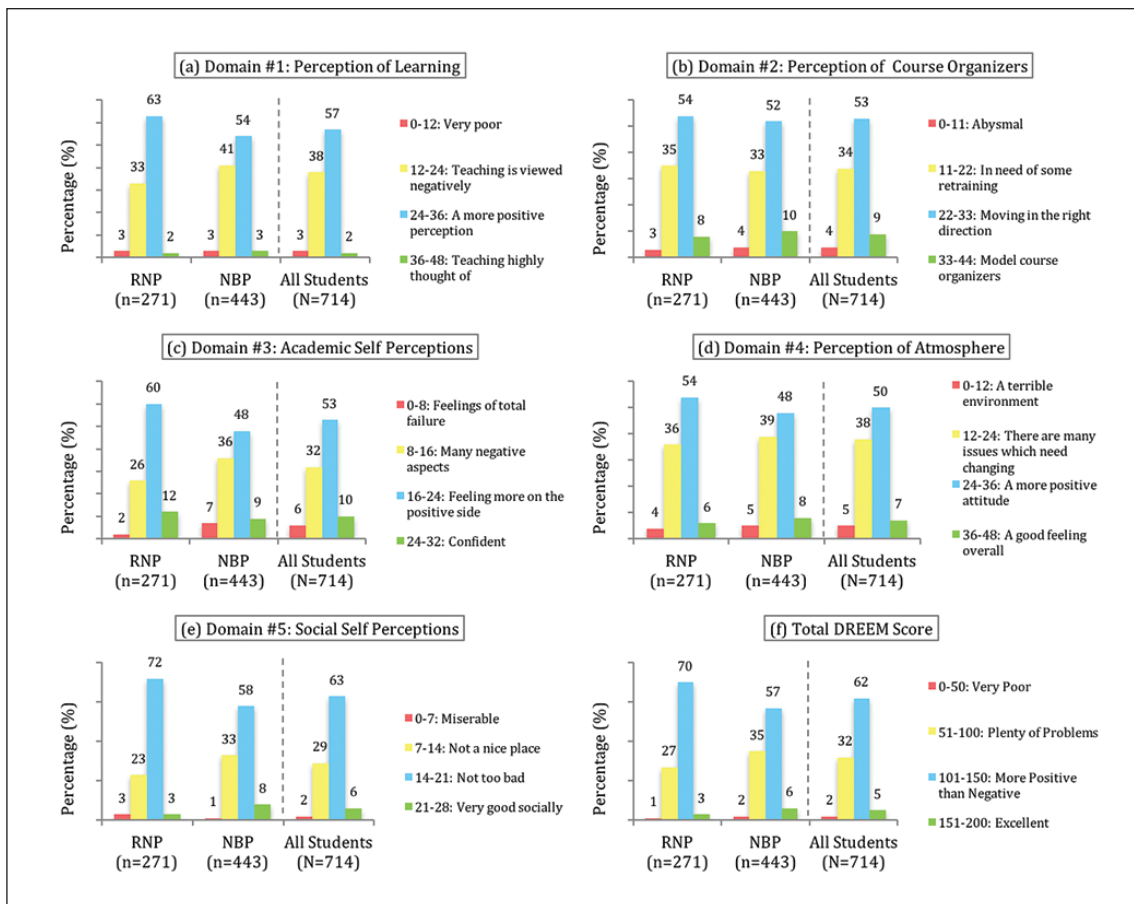 (a) Domain #1: Perception of Learning
Percentage (%)
3
33
63
2
3
41
54
3
3
38
57
2
RNP
(n=271)
NBP
(n=443)
All Students
(N=714)
0-12: Very poor
12-24: Teaching is viewed
negatively
24-36: A more positive
perception
36-48: Teaching highly
thought of
(b) Domain #2: Perception of Course Organizers
Percentage (%)
3
35
54
8
4
33
52
10
4
34
53
9
RNP
(n=271)
NBP
(n=443)
All Students
(N=714)
0-11: Abysmal
11-22: In need of some
retraining
22-33: Moving in the right
direction
33-44: Model course
organizers
(c) Domain #3: Academic Self Perceptions
Percentage (%)
2
26
60
12
7
36
48
9
6
32
53
10
RNP
(n=271)
NBP
(n=443)
All Students
(N=714)
0-8: Feelings of total
failure
8-16: Many negative
aspects
16-24: Feeling more on the
positive side
24-32: Confident
(d) Domain #4: Perception of Atmosphere
Percentage (%)
4
36
54
6
5
39
48
8
5
38
50
7
RNP
(n=271)
NBP
(n=443)
All Students
(N=714)
0-12: A terrible
environment
12-24: There are many
issues which need
changing
24-36: A more positive
attitude
36-48: A good feeling
overall
(e) Domain #5: Social Self Perceptions
Percentage (%)
3
23
72
3
1
33
58
8
2
29
63
6
RNP
(n=271)
NBP
(n=443)
All Students
(N=714)
0-7: Miserable
7-14: Not a nice place
14-21: Not too bad
21-28: Very good socially
(f) Total DREEM Score
Percentage (%)
1
27
70
3
2
35
57
6
2
32
62
5
RNP
(n=271)
NBP
(n=443)
All Students
(N=714)
0-50: Very Poor
51-100: Plenty of Problems
101-150: More Positive
than Negative
151-200: Excellent